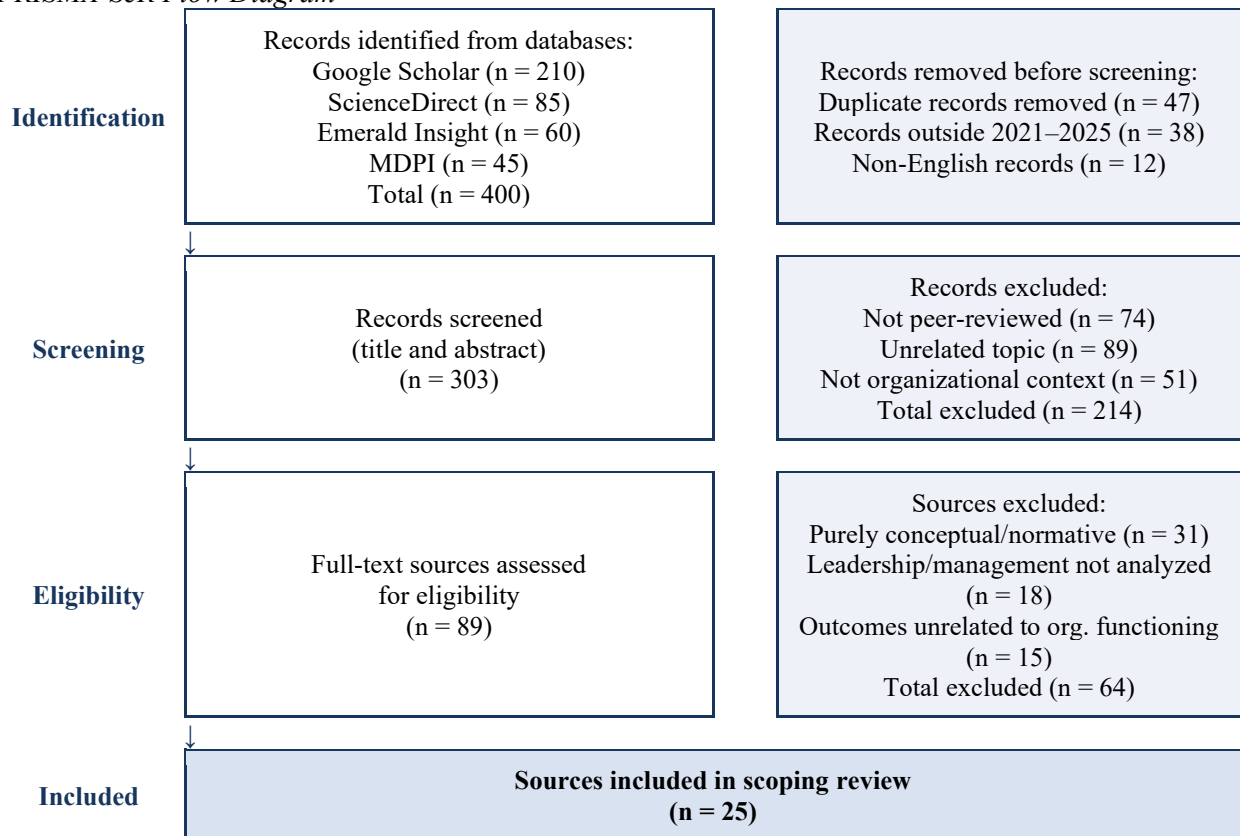 Flow Diagram
Identification
Records identified from databases:
Google Scholar (n = 210)
ScienceDirect (n = 85)
Emerald Insight (n = 60)
MDPI (n = 45)
Total (n = 400)
Records removed before screening:
Duplicate records removed (n = 47)
Records outside 2021–2025 (n = 38)
Non-English records (n = 12)
↓
Screening
Records screened
(title and abstract)
(n = 303)
Records excluded:
Not peer-reviewed (n = 74)
Unrelated topic (n = 89)
Not organizational context (n = 51)
Total excluded (n = 214)
↓
Eligibility
Full-text sources assessed
for eligibility
(n = 89)
Sources excluded:
Purely conceptual/normative (n = 31)
Leadership/management not analyzed
(n = 18)
Outcomes unrelated to org. functioning
(n = 15)
Total excluded (n = 64)
↓
Included
Sources included in scoping review
(n = 25)